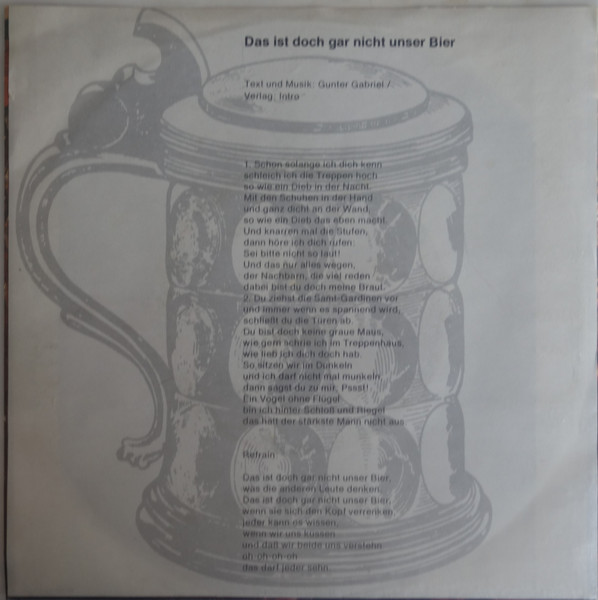 Das ist doch gar nicht unser Bier
Text und Musik: Gunter Gabriel /
Verlag: Intro
1. Schon solange ich dich kenn
schleich ich die Treppen hoch
so wie ein Dieb in der Nacht.
Mit den Schuhen in der Hand
und ganz dicht an der Wand,
so wie ein Dieb das eben macht.
Und knarren mal die Stufen,
dann höre ich dich rufen:
Sei bitte nicht so laut!
Und das nur alles wegen,
der Nachbarn, die viel reden
dabei bist du doch meine Braut.
2. Du ziehst die Samt-Gardinen vor
und immer wenn es spannend wird,
schließt du die Türen ab.
Du bist doch keine graue Maus,
wie gern schrie ich im Treppenhaus,
wie lieb ich dich doch hab.
So sitzen wir im Dunkeln
und ich darf nicht mal munkeln,
dann sagst du zu mir: Pssst!
Ein Vogel ohne Flügel
bin ich hinter Schloß und Riegel
das hält der stärkste Mann nicht aus
Refrain
Das ist doch gar nicht unser Bier,
was die anderen Leute denken,
Das ist doch gar nicht unser Bier,
wenn sie sich den Kopf verrenken,
jeder kann es wissen,
wenn wir uns küssen
und daß wir beide uns verstehn
oh-oh-oh-oh
das darf jeder sehn.